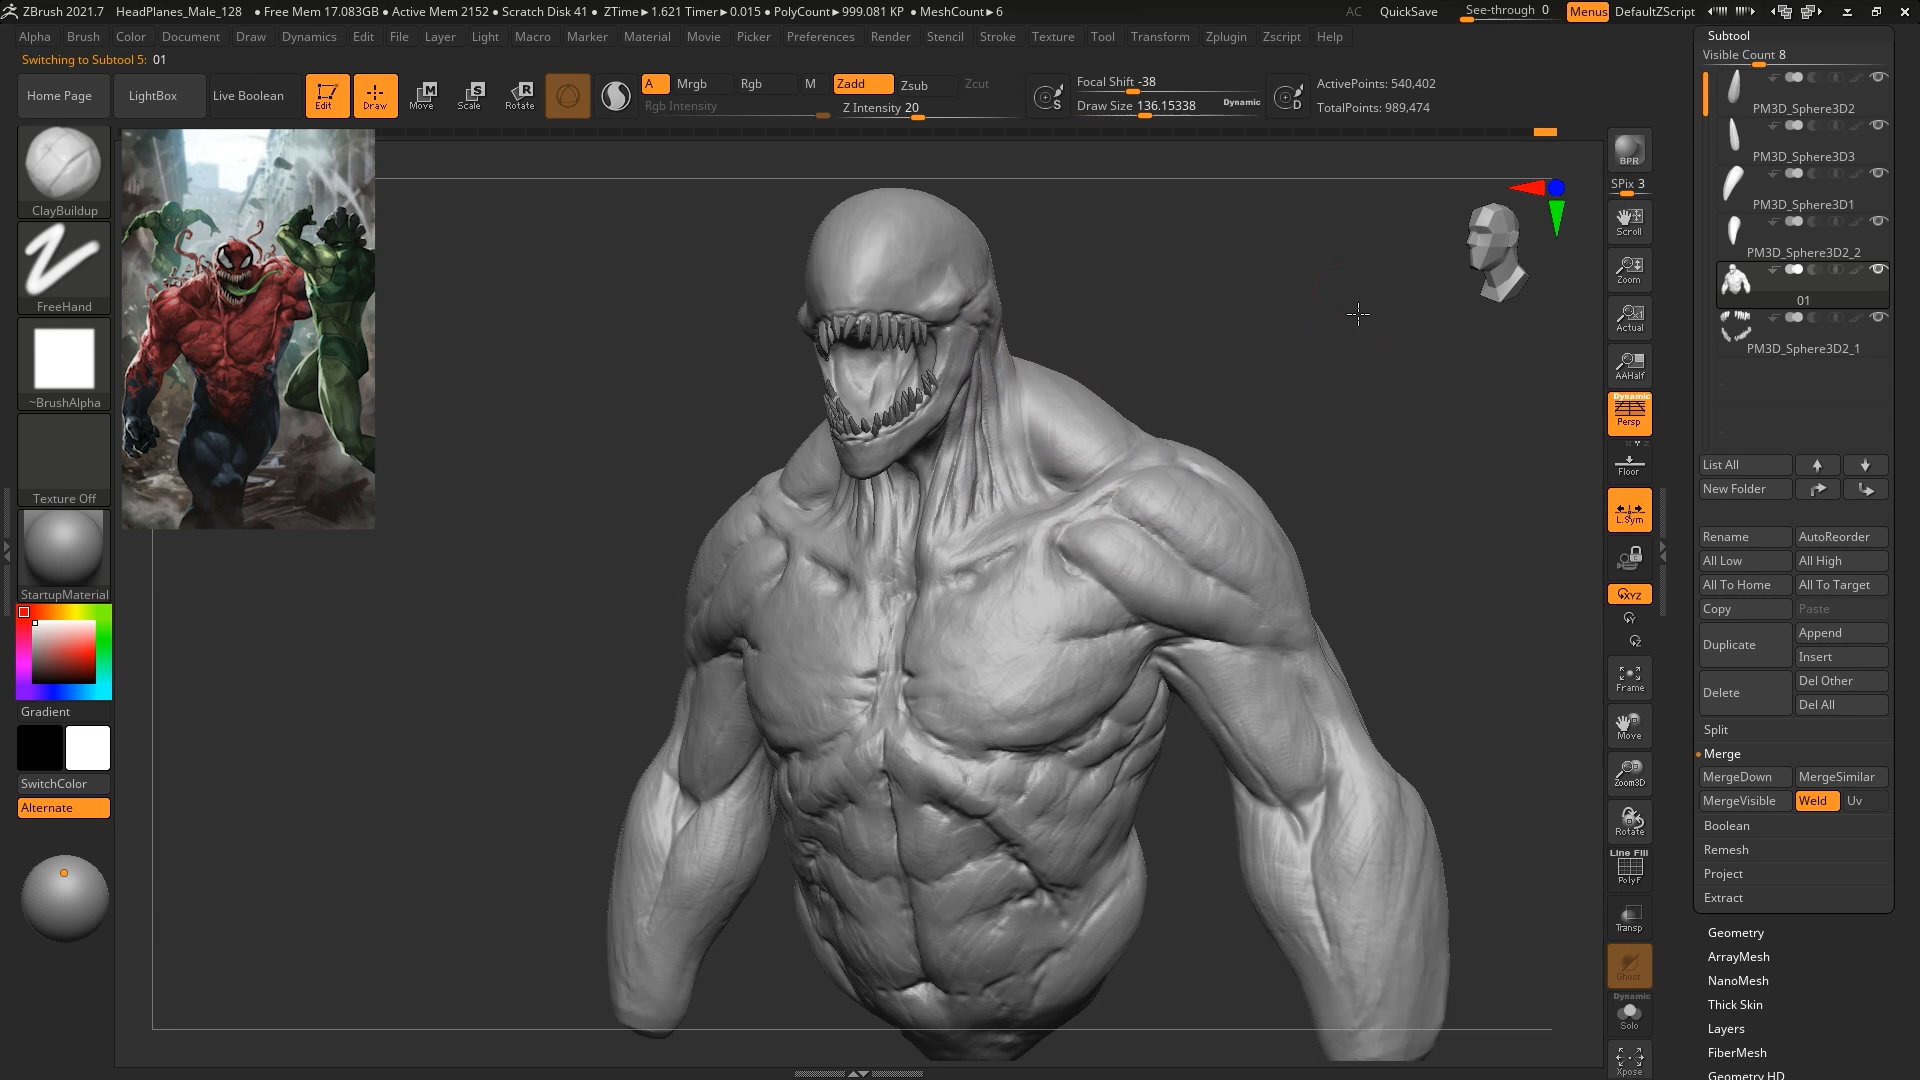 ZBrush 2021.7 HeadPlanes_Male_128 • Free Mem 17.083GB • Active Mem 2152 • Scratch Disk 41 • ZTime►1.621 Timer►0.015 • PolyCount►999.081 KP • MeshCount►6 AC QuickSave See-through 0 Menus DefaultZScript
Alpha Brush Color Document Draw Dynamics Edit File Layer Light Macro Marker Material Movie Picker Preferences Render Stencil Stroke Texture Tool Transform Zplugin Zscript Help
Switching to Subtool 5: 01
Home Page LightBox Live Boolean Edit Draw Move Scale Rotate
A Mrgb Rgb M Zadd Zsub Zcut
Rgb Intensity Z Intensity 20
S Focal Shift -38
Draw Size 136.15338 Dynamic
D ActivePoints: 540,402
TotalPoints: 989,474
ClayBuildup
FreeHand
~BrushAlpha
Texture Off
StartupMaterial
Gradient
SwitchColor
Alternate
BPR
SPix 3
Scroll
Zoom
Actual
AAHalf
Dynamic
Persp
Floor
L.Sym
XYZ
Y
Z
Frame
Move
Zoom3D
Rotate
Line Fill
PolyF
Transp
Ghost
Dynamic
Solo
Xpose
Subtool
Visible Count 8
PM3D_Sphere3D2
PM3D_Sphere3D3
PM3D_Sphere3D1
PM3D_Sphere3D2_2
01
PM3D_Sphere3D2_1
List All
New Folder
Rename AutoReorder
All Low All High
All To Home All To Target
Copy Paste
Duplicate Append
Insert
Delete Del Other
Del All
Split
Merge
MergeDown MergeSimilar
MergeVisible Weld Uv
Boolean
Remesh
Project
Extract
Geometry
ArrayMesh
NanoMesh
Thick Skin
Layers
FiberMesh
Geometry HD